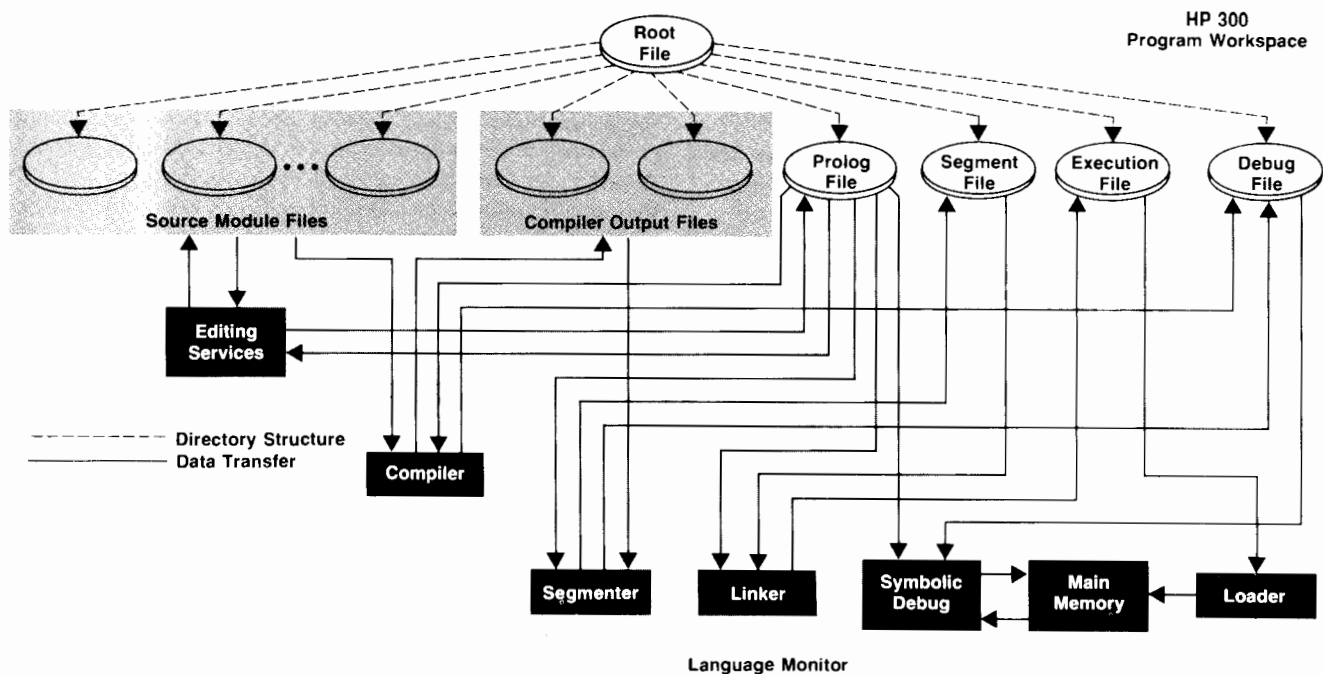 HP 300
Program Workspace
Root
File
Prolog
File
Segment
File
Execution
File
Debug
File
Source Module Files
Compiler Output Files
Editing
Services
Directory Structure
Data Transfer
Compiler
Segmenter
Linker
Symbolic
Debug
Main
Memory
Loader
Language Monitor